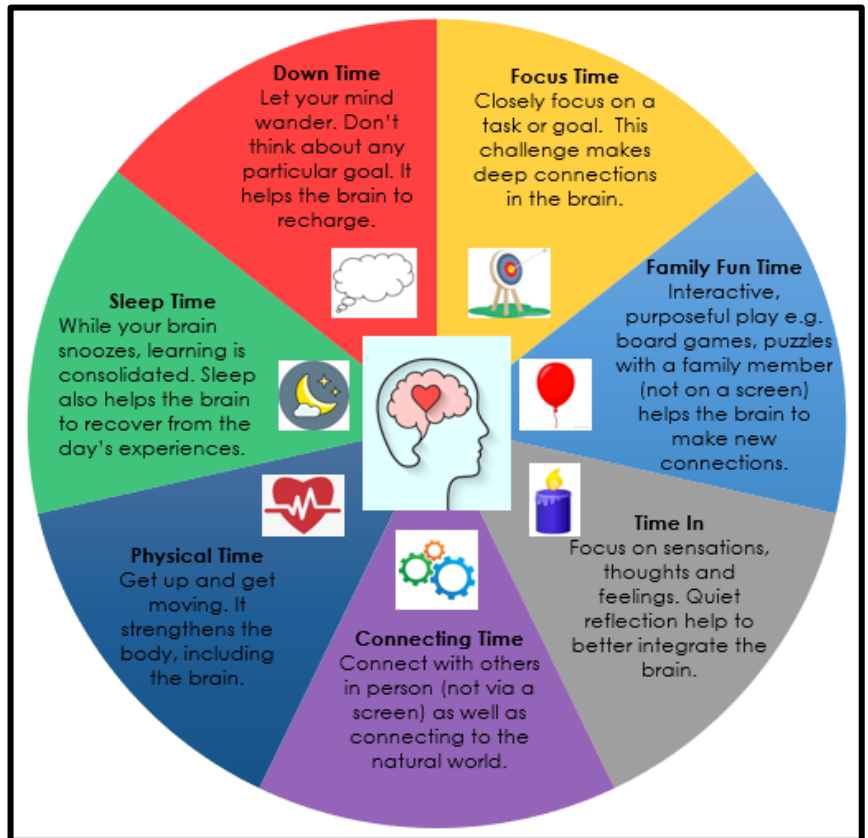 Down Time
Let your mind
wander. Don't
think about any
particular goal. It
helps the brain to
recharge.
Focus Time
Closely focus on a
task or goal.  This
challenge makes
deep connections
in the brain.
Family Fun Time
Interactive,
purposeful play e.g.
board games, puzzles
with a family member
(not on a screen)
helps the brain to
make new
connections.
Time In
Focus on sensations,
thoughts and
feelings. Quiet
reflection help to
better integrate the
brain.
Connecting Time
Connect with others
in person (not via a
screen) as well as
connecting to the
natural world.
Physical Time
Get up and get
moving. It
strengthens the
body, including
the brain.
Sleep Time
While your brain
snoozes, learning is
consolidated. Sleep
also helps the brain
to recover from the
day's experiences.